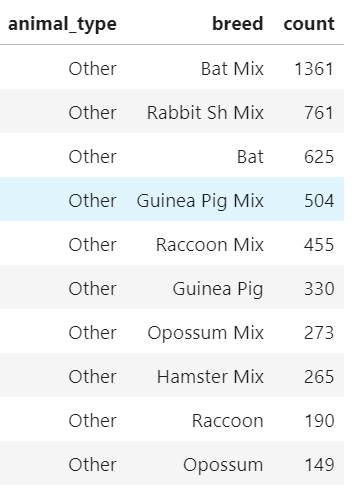 animal_type breed count
Other Bat Mix 1361
Other Rabbit Sh Mix 761
Other Bat 625
Other Guinea Pig Mix 504
Other Raccoon Mix 455
Other Guinea Pig 330
Other Opossum Mix 273
Other Hamster Mix 265
Other Raccoon 190
Other Opossum 149